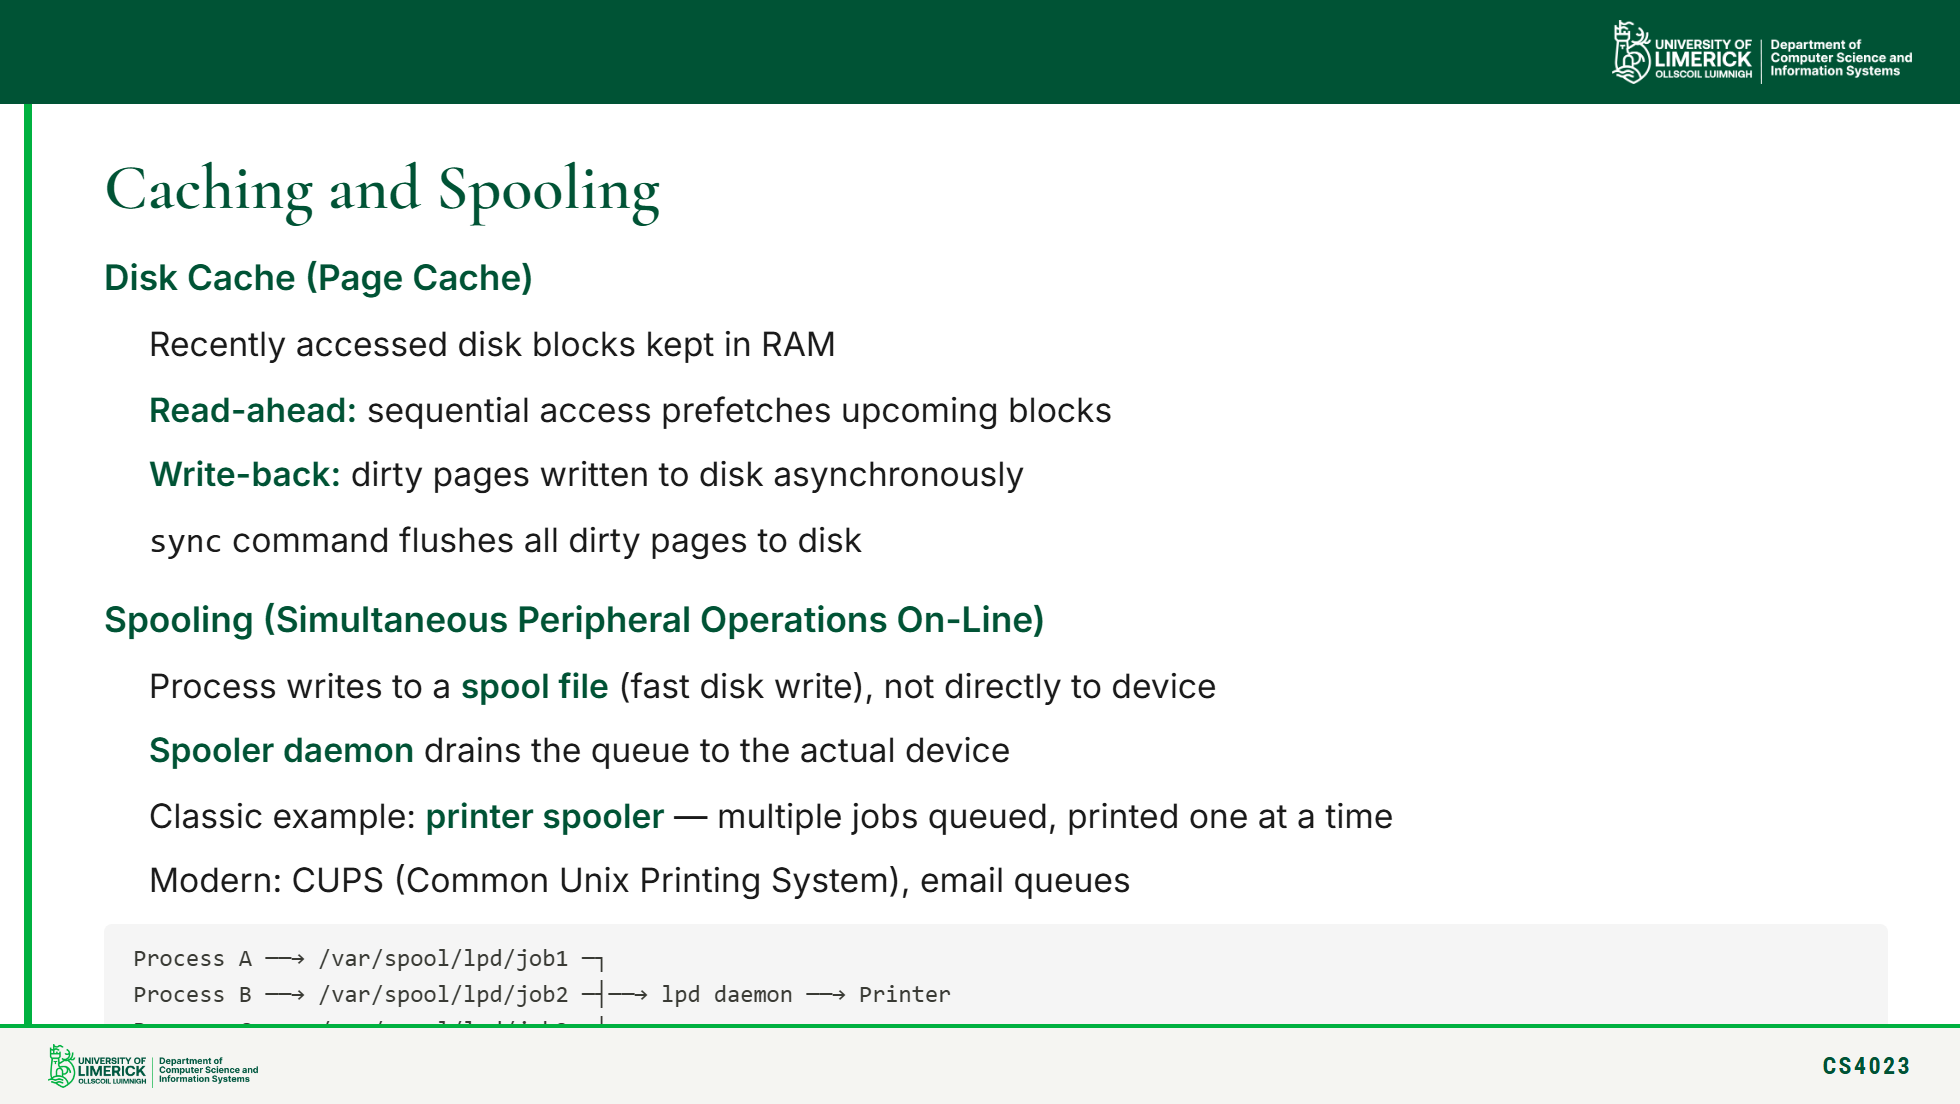 UNIVERSITY OF
LIMERICK
OLLSCOIL LUIMNIGH
Department of
Computer Science and
Information Systems
Caching and Spooling
Disk Cache (Page Cache)
Recently accessed disk blocks kept in RAM
Read-ahead: sequential access prefetches upcoming blocks
Write-back: dirty pages written to disk asynchronously
sync command flushes all dirty pages to disk
Spooling (Simultaneous Peripheral Operations On-Line)
Process writes to a spool file (fast disk write), not directly to device
Spooler daemon drains the queue to the actual device
Classic example: printer spooler — multiple jobs queued, printed one at a time
Modern: CUPS (Common Unix Printing System), email queues
Process A ──→ /var/spool/lpd/job1 ─┐
Process B ──→ /var/spool/lpd/job2 ─┤──→ lpd daemon ──→ Printer
UNIVERSITY OF
LIMERICK
OLLSCOIL LUIMNIGH
Department of
Computer Science and
Information Systems
CS4023